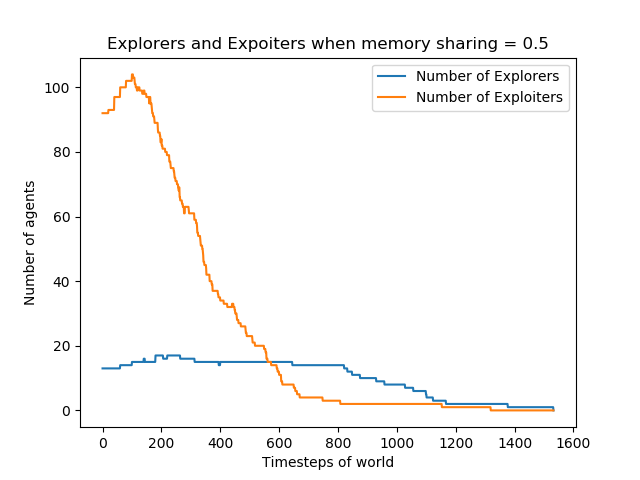 Explorers and Expoiters when memory sharing = 0.5
Number of Explorers
Number of Exploiters
Number of agents
100
80
60
40
20
0
0 200 400 600 800 1000 1200 1400 1600
Timesteps of world